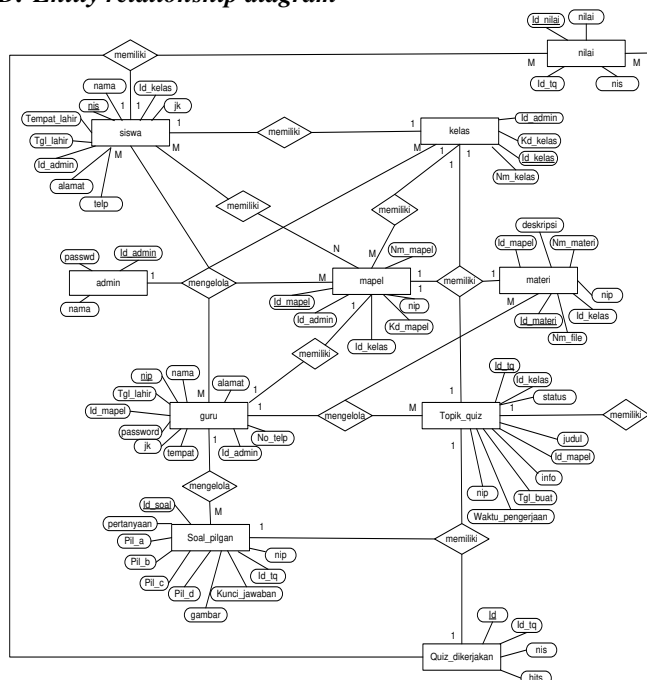 D. Entity relationship diagram
Id_nilai
nilai
nilai
M
M
Id_tq
nis
memiliki
nama
Id_kelas
1
1
nis
jk
Tempat_lahir
siswa
1
Tgl_lahir
M
M
Id_admin
alamat
telp
memiliki
1
kelas
Id_admin
Kd_kelas
Id_kelas
Nm_kelas
M
1
1
1
memiliki
N
memiliki
M
passwd
Id_admin
admin
1
nama
mengelola
M
mapel
Nm_mapel
1
1
Id_mapel
Id_admin
1
nip
Kd_mapel
Id_kelas
memiliki
1
materi
M
deskripsi
Id_mapel
Nm_materi
nip
Id_kelas
Id_materi
Nm_file
memiliki
1
M
nip
nama
alamat
Tgl_lahir
Id_mapel
guru
1
password
jk
tempat
Id_admin
No_telp
1
mengelola
M
1
Topik_quiz
1
1
Id_tq
Id_kelas
status
memiliki
judul
Id_mapel
info
Tgl_buat
Waktu_pengerjaan
nip
mengelola
M
Id_soal
pertanyaan
Soal_pilgan
1
Pil_a
Pil_b
Pil_c
Pil_d
gambar
Kunci_jawaban
Id_tq
nip
memiliki
1
Quiz_dikerjakan
Id
Id_tq
nis
hits